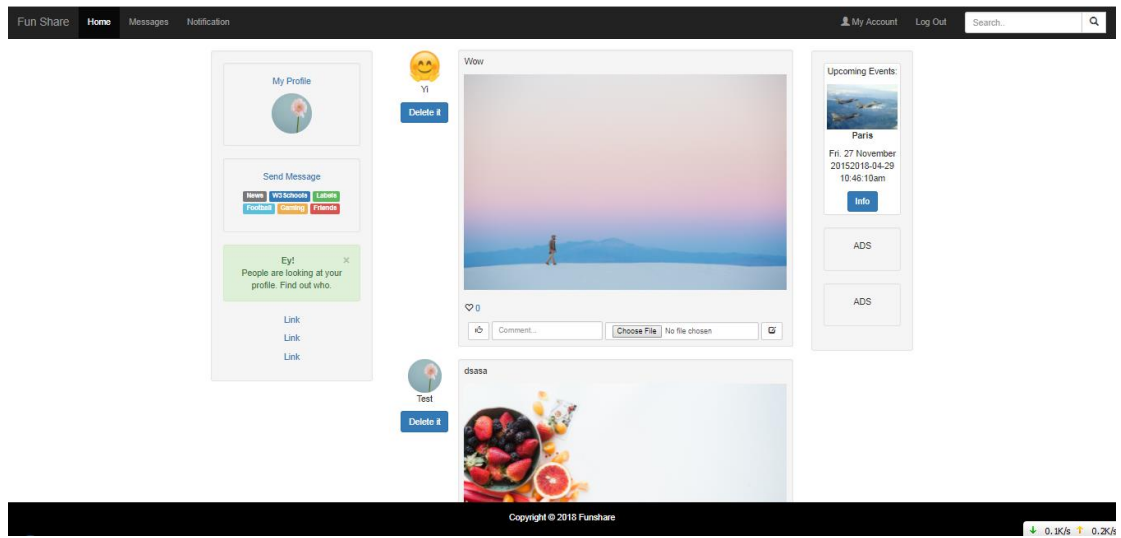 Fun Share Home Messages Notification My Account Log Out Search..
My Profile
Send Message
News W3Schools Labels
Football Gaming Friends
Ey! ×
People are looking at your
profile. Find out who.
Link
Link
Link
Yi
Delete it
Wow
0
Comment... Choose File No file chosen
Test
Delete it
dsasa
Upcoming Events:
Paris
Fri. 27 November
20152018-04-29
10:46:10am
Info
ADS
ADS
Copyright © 2018 Funshare
0.1K/s 0.2K/s